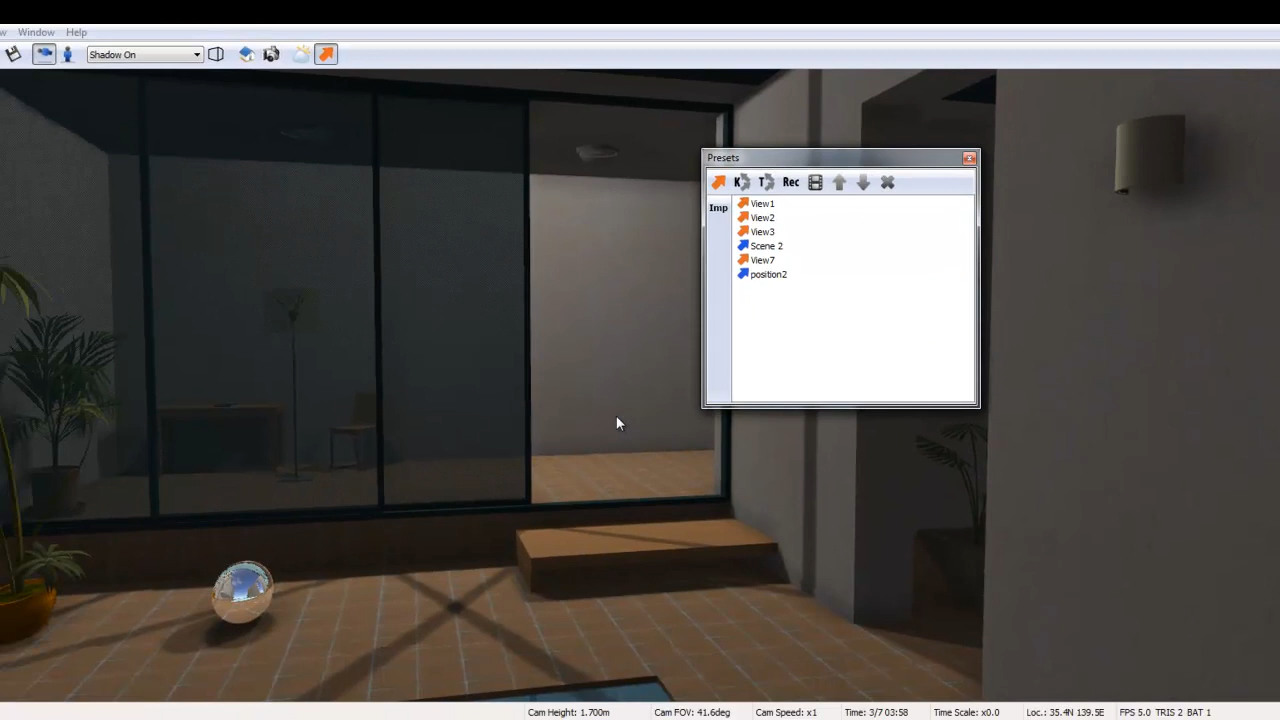 w Window Help
Shadow On
Presets
K T Rec
Imp
View1
View2
View3
Scene 2
View7
position2
Cam Height: 1.700m Cam FOV: 41.6deg Cam Speed: x1 Time: 3/7 03:58 Time Scale: x0.0 Loc.: 35.4N 139.5E FPS 5.0 TRIS 2 BAT 1